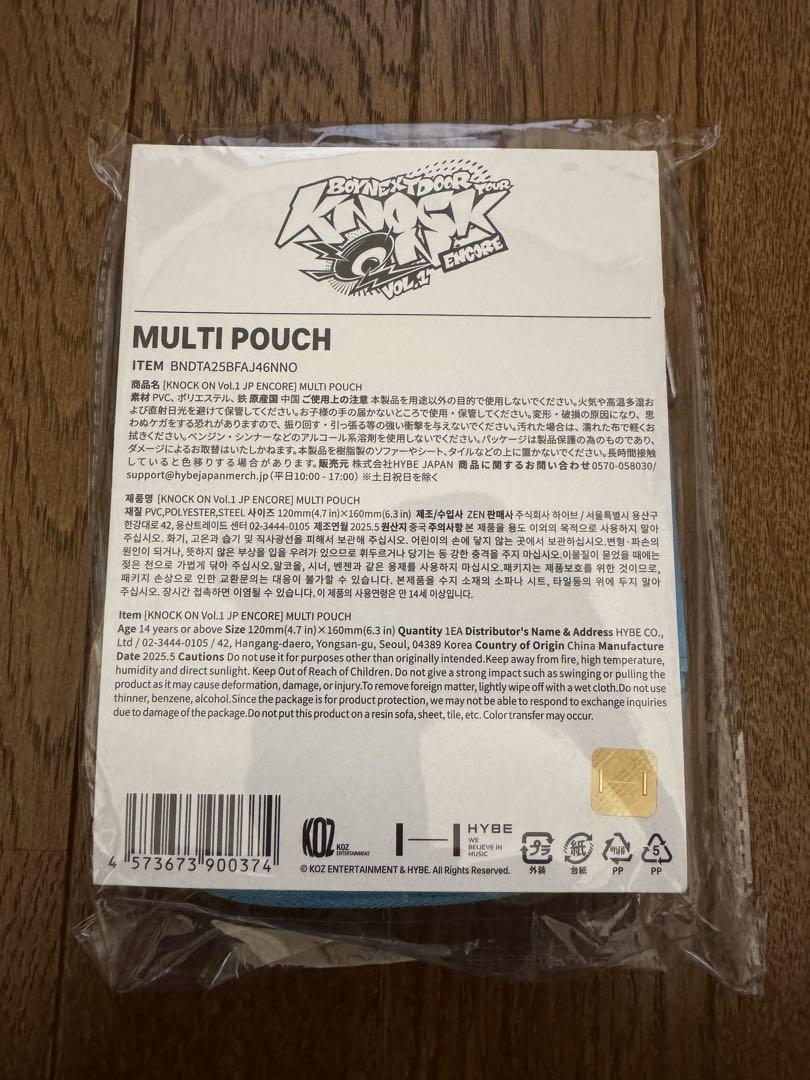 BOYNEXTDOOR TOUR
KNOCK
ON
VOL.1
ENCORE
MULTI POUCH
ITEM BNDTA25BFAJ46NNO
商品名 [KNOCK ON Vol.1 JP ENCORE] MULTI POUCH
素材 PVC、ポリエステル、鉄 原産国 中国 ご使用上の注意 本製品を用途以外の目的で使用しないでください。火気や高温多湿お
よび直射日光を避けて保管してください。お子様の手の届かないところで使用・保管してください。変形・破損の原因になり、思
わぬケガをする恐れがありますので、振り回す・引っ張る等の強い衝撃を与えないでください。汚れた場合は、濡れた布で軽くお
拭きください。ベンジン・シンナーなどのアルコール系溶剤を使用しないでください。パッケージは製品保護の為のものであり、
ダメージによるお取替はいたしかねます。本製品を樹脂製のソファーやシート、タイルなどの上に置かないでください。長時間接触
していると色移りする場合があります。販売元 株式会社HYBE JAPAN 商品に関するお問い合わせ0570-058030/
support@hybejapanmerch.jp（平日10:00 - 17:00） ※土日祝日を除く
제품명 [KNOCK ON Vol.1 JP ENCORE] MULTI POUCH
재질 PVC,POLYESTER,STEEL 사이즈 120mm(4.7 in)×160mm(6.3 in) 제조/수입사 ZEN 판매사 주식회사 하이브 / 서울특별시 용산구
한강대로 42, 용산트레이드 센터 02-3444-0105 제조연월 2025.5 원산지 중국 주의사항 본 제품을 용도 이외의 목적으로 사용하지 말아
주십시오. 화기, 고온과 습기 및 직사광선을 피해서 보관해 주십시오. 어린이의 손에 닿지 않는 곳에서 보관하십시오.변형·파손의
원인이 되거나, 뜻하지 않은 부상을 입을 우려가 있으므로 휘두르거나 당기는 등 강한 충격을 주지 마십시오.이물질이 묻었을 때에는
젖은 천으로 가볍게 닦아 주십시오.알코올, 시너, 벤젠과 같은 용제를 사용하지 마십시오.패키지는 제품보호를 위한 것이므로,
패키지 손상으로 인한 교환문의는 대응이 불가할 수 있습니다. 본제품을 수지 소재의 소파나 시트, 타일등의 위에 두지 말아
주십시오. 장시간 접촉하면 이염될 수 있습니다. 이 제품의 사용연령은 만 14세 이상입니다.
Item [KNOCK ON Vol.1 JP ENCORE] MULTI POUCH
Age 14 years or above Size 120mm(4.7 in)×160mm(6.3 in) Quantity 1EA Distributor's Name & Address HYBE CO.,
Ltd / 02-3444-0105 / 42, Hangang-daero, Yongsan-gu, Seoul, 04389 Korea Country of Origin China Manufacture
Date 2025.5 Cautions Do not use it for purposes other than originally intended.Keep away from fire, high temperature,
humidity and direct sunlight. Keep Out of Reach of Children. Do not give a strong impact such as swinging or pulling the
product as it may cause deformation, damage, or injury.To remove foreign matter, lightly wipe off with a wet cloth.Do not use
thinner, benzene, alcohol.Since the package is for product protection, we may not be able to respond to exchange inquiries
due to damage of the package.Do not put this product on a resin sofa, sheet, tile, etc. Color transfer may occur.
4 573673 900374
KOZ KOZ ENTERTAINMENT
HYBE
WE BELIEVE IN MUSIC
© KOZ ENTERTAINMENT & HYBE. All Rights Reserved.
プラ 外装
紙 台紙
PP
5 PP